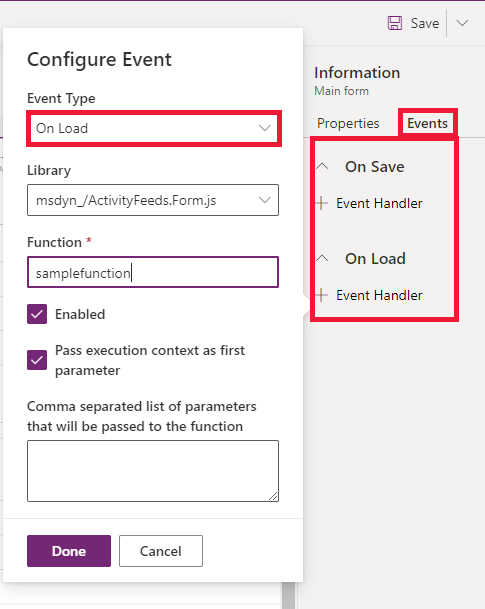 Save
Configure Event
Event Type
On Load
Library
msdyn_/ActivityFeeds.Form.js
Function *
samplefunction
Enabled
Pass execution context as first
parameter
Comma separated list of parameters
that will be passed to the function
Done
Cancel
Information
Main form
Properties
Events
On Save
+ Event Handler
On Load
+ Event Handler